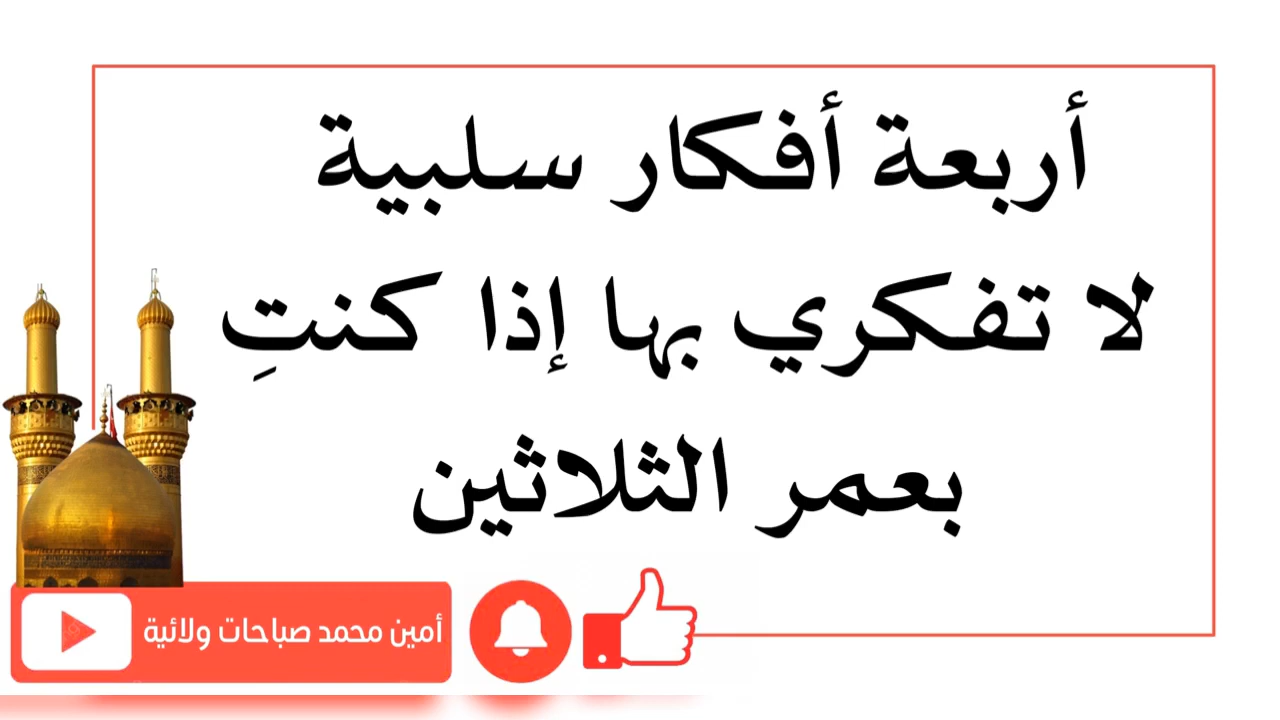 أربعة أفكار سلبية
لا تفكري بها إذا كنتِ
بعمر الثلاثين
أمين محمد صباحات ولائية